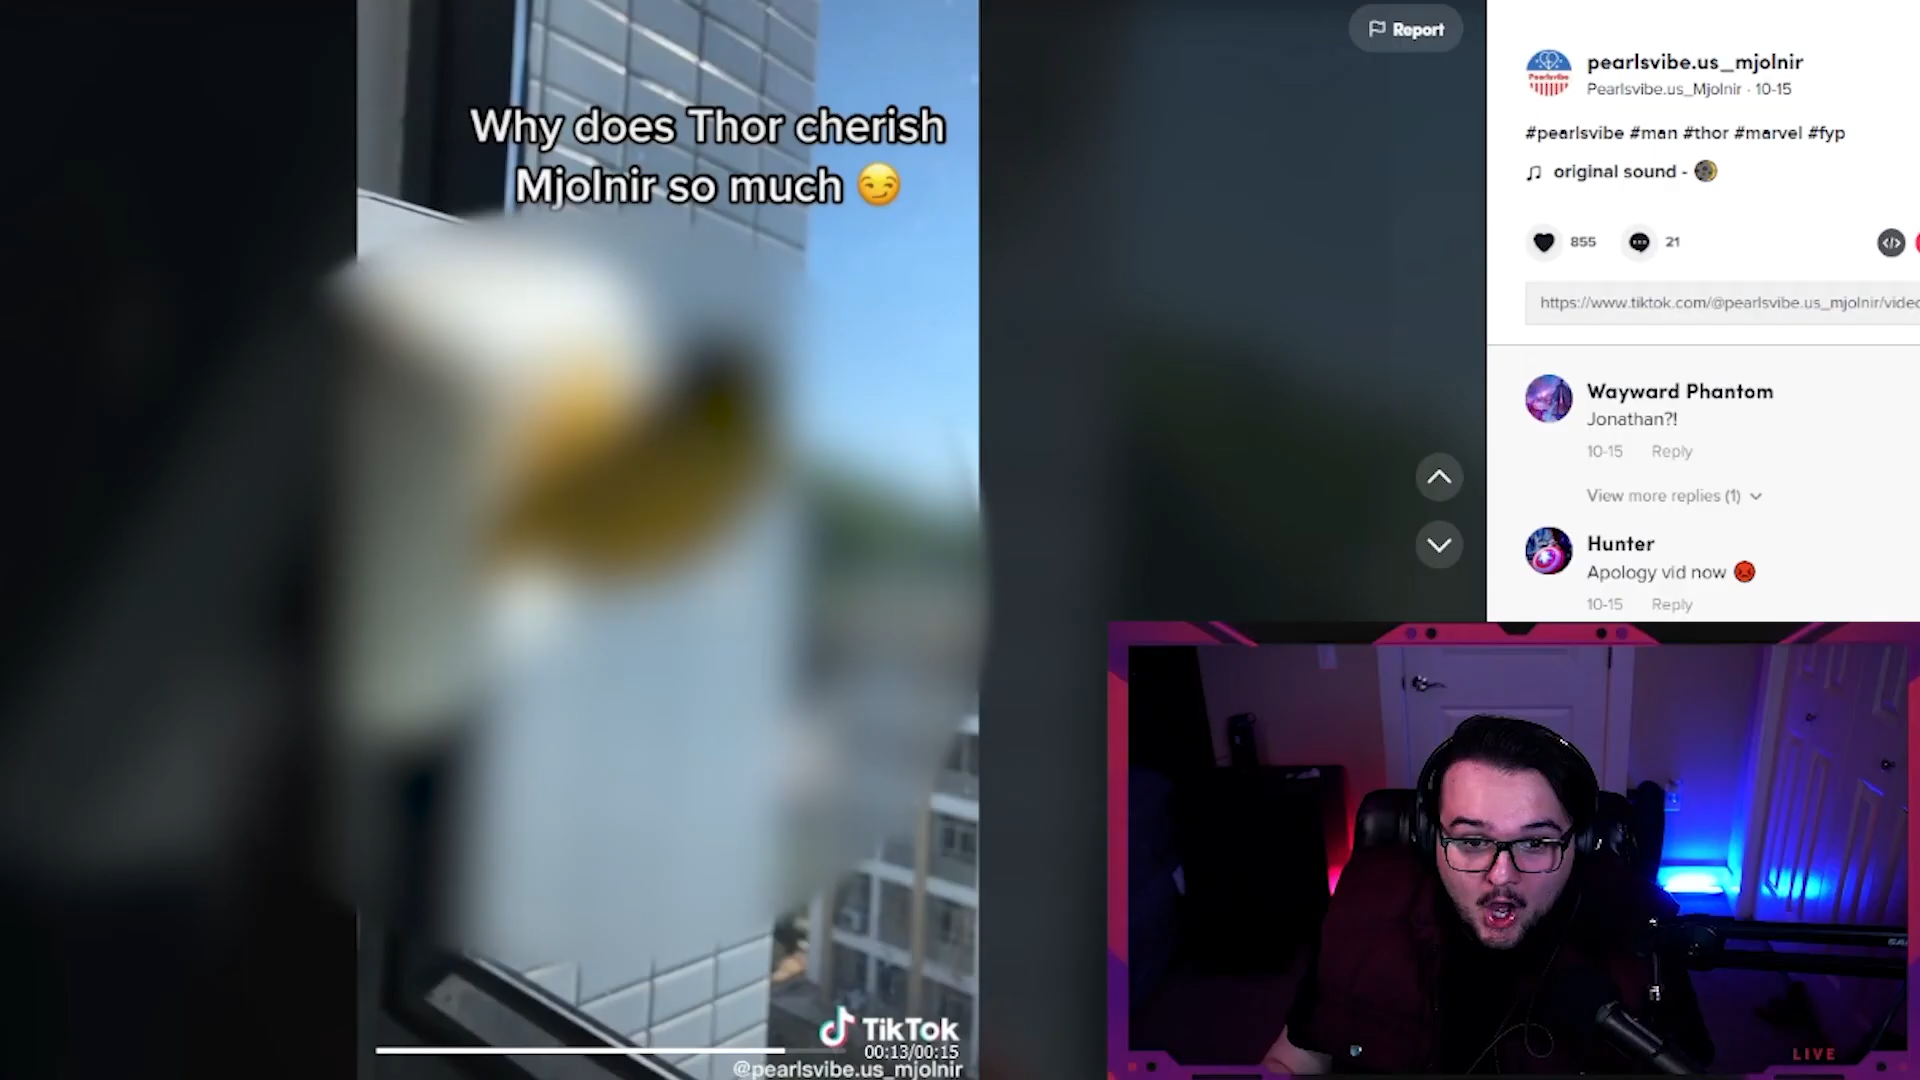 Report
Why does Thor cherish
Mjolnir so much 😏
TikTok
00:13/00:15
@pearlsvibe.us_mjolnir
Pearlsvibe
pearlsvibe.us_mjolnir
Pearlsvibe.us_Mjolnir · 10-15
#pearlsvibe #man #thor #marvel #fyp
original sound -
855
21
https://www.tiktok.com/@pearlsvibe.us_mjolnir/video
Wayward Phantom
Jonathan?!
10-15 Reply
View more replies (1)
Hunter
Apology vid now 😡
10-15 Reply
LIVE